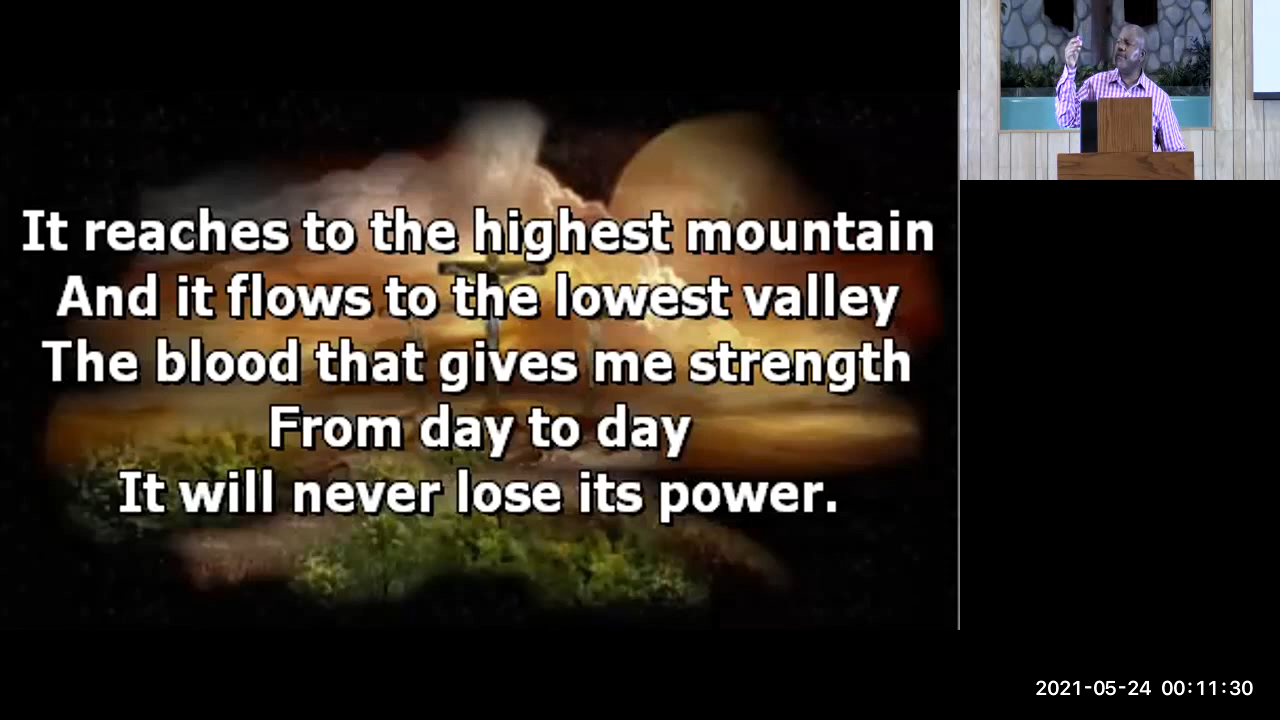 It reaches to the highest mountain
And it flows to the lowest valley
The blood that gives me strength
From day to day
It will never lose its power.
2021-05-24 00:11:30